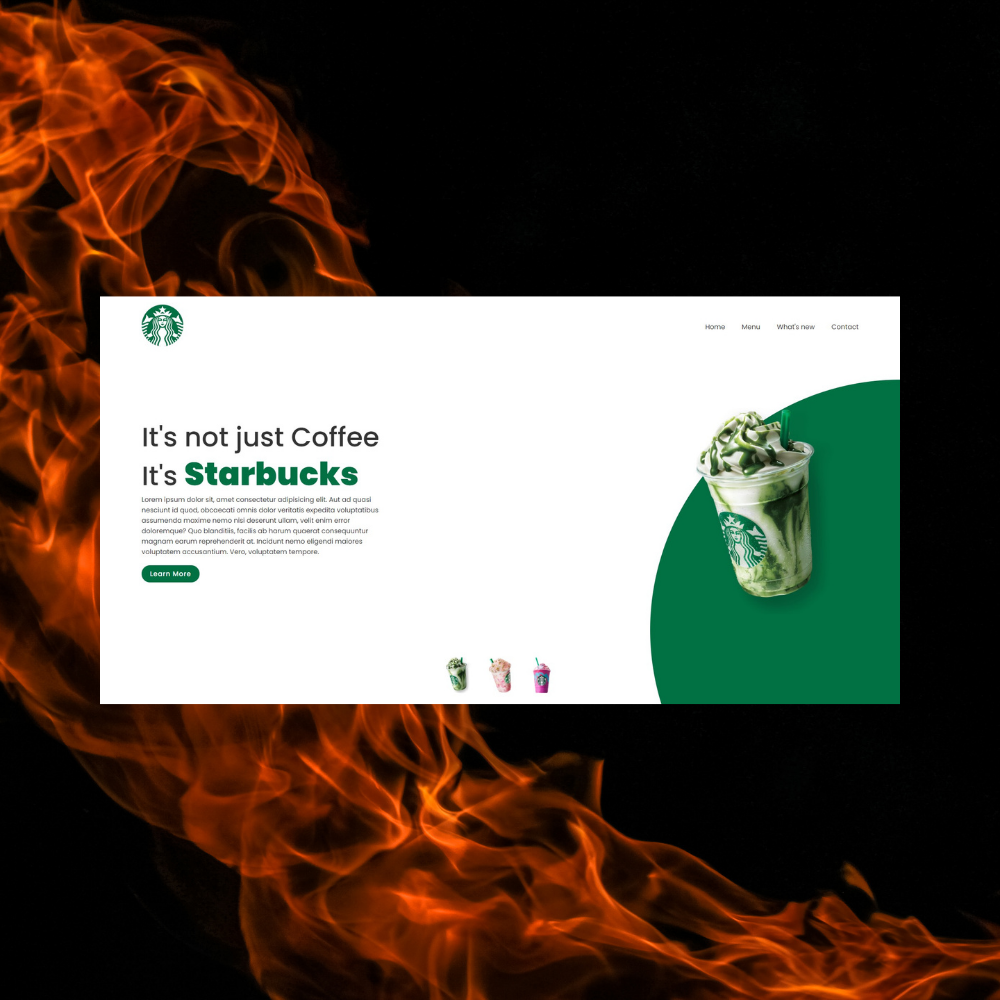 Home Menu What's new Contact
It's not just Coffee
It's Starbucks
Lorem ipsum dolor sit, amet consectetur adipisicing elit. Aut ad quasi
nesciunt id quod, obcaecati omnis dolor veritatis expedita voluptatibus
assumenda maxime nemo nisi deserunt ullam, velit enim error
doloremque? Quo blanditiis, facilis ab harum quaerat consequuntur
magnam earum reprehenderit at. Incidunt nemo eligendi maiores
voluptatem accusantium. Vero, voluptatem tempore.
Learn More